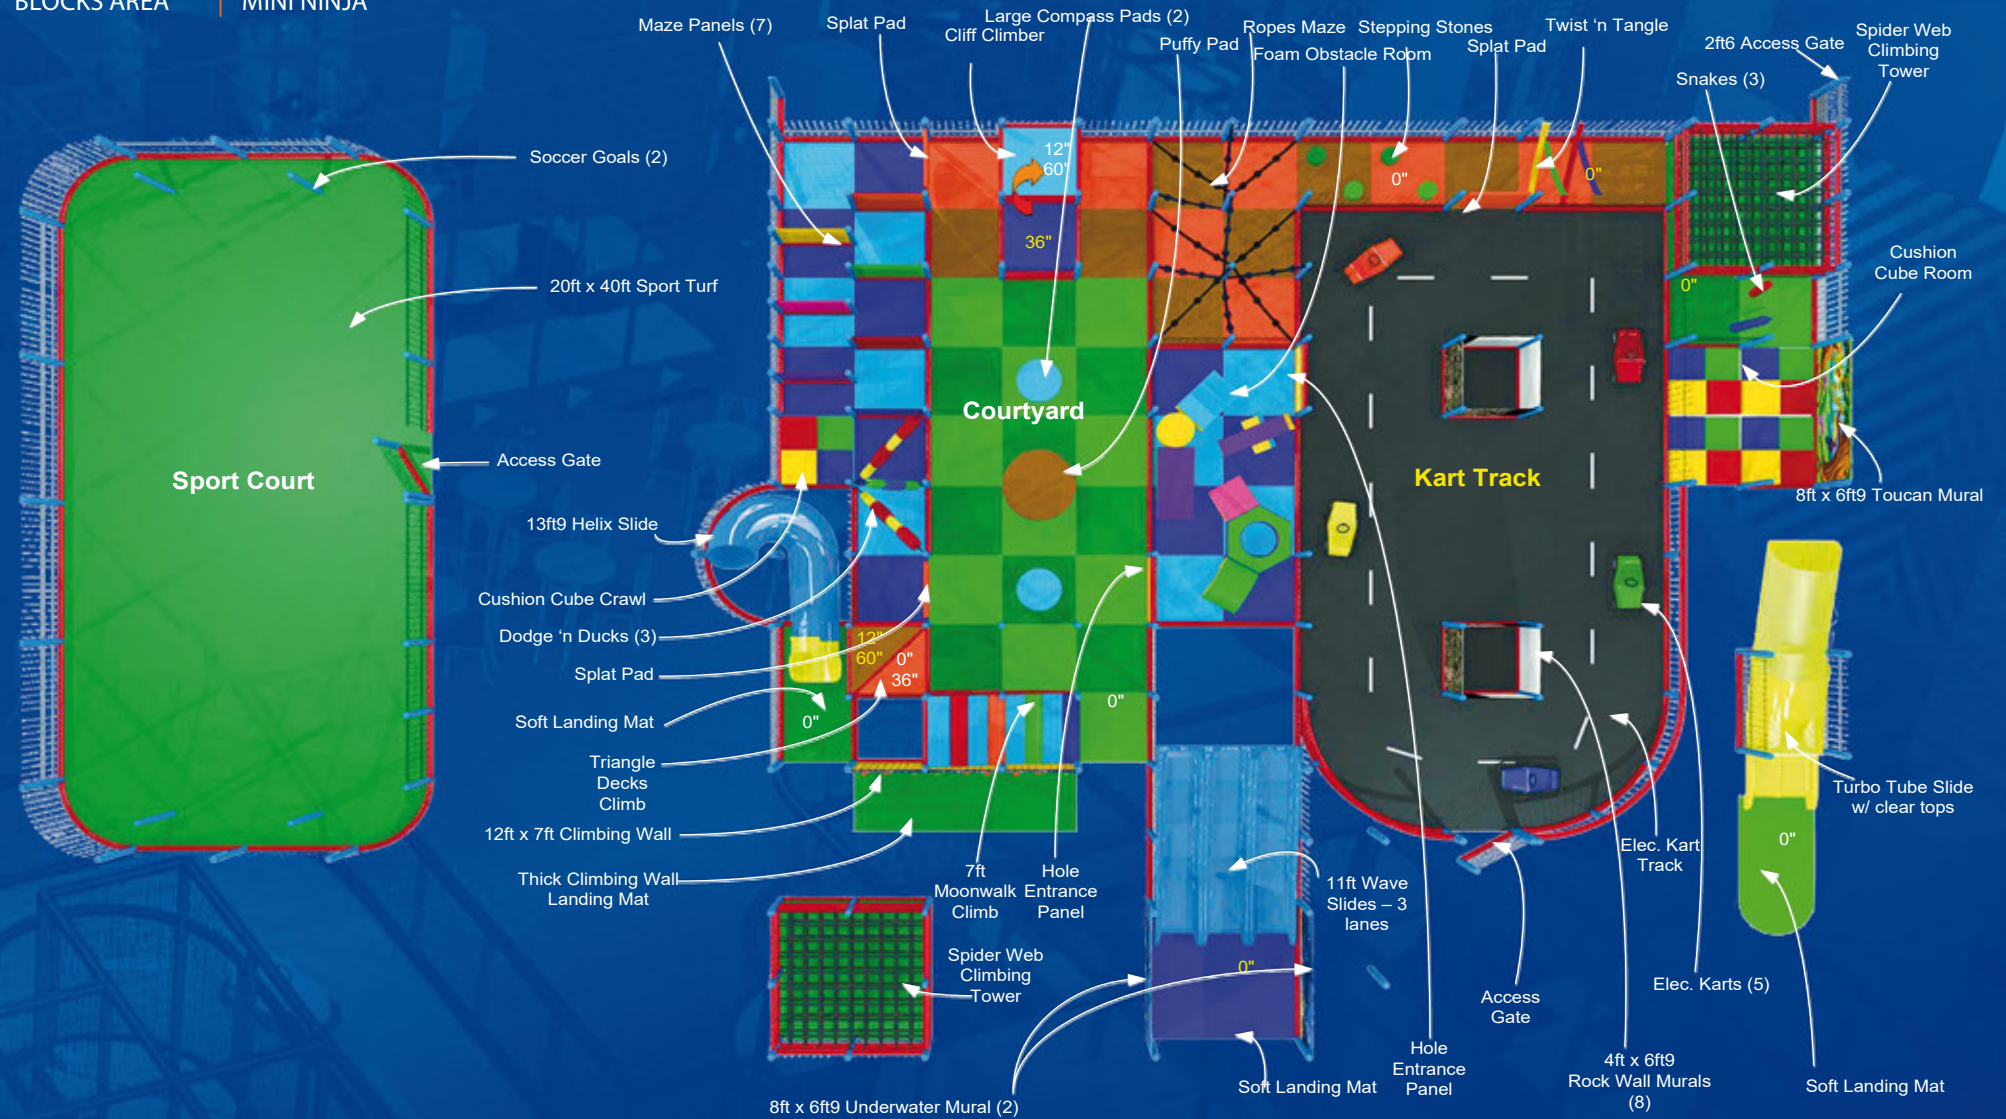 BLOCKS AREA | MINI NINJA
Maze Panels (7)
Splat Pad
Large Compass Pads (2)
Cliff Climber
Puffy Pad
Ropes Maze
Stepping Stones
Foam Obstacle Room
Splat Pad
Twist ‘n Tangle
2ft6 Access Gate
Spider Web
Climbing
Tower
Snakes (3)
Soccer Goals (2)
12"
60"
0"
0"
36"
Cushion
Cube Room
20ft x 40ft Sport Turf
0"
Courtyard
Sport Court
Access Gate
Kart Track
8ft x 6ft9 Toucan Mural
13ft9 Helix Slide
Cushion Cube Crawl
Dodge ‘n Ducks (3)
12"
60"
0"
36"
Splat Pad
Soft Landing Mat
0"
0"
Triangle
Decks
Climb
Turbo Tube Slide
w/ clear tops
12ft x 7ft Climbing Wall
0"
Elec. Kart
Track
Thick Climbing Wall
Landing Mat
7ft
Moonwalk
Climb
Hole
Entrance
Panel
11ft Wave
Slides – 3
lanes
Spider Web
Climbing
Tower
0"
Elec. Karts (5)
Access
Gate
Hole
Entrance
Panel
4ft x 6ft9
Rock Wall Murals
(8)
Soft Landing Mat
Soft Landing Mat
8ft x 6ft9 Underwater Mural (2)